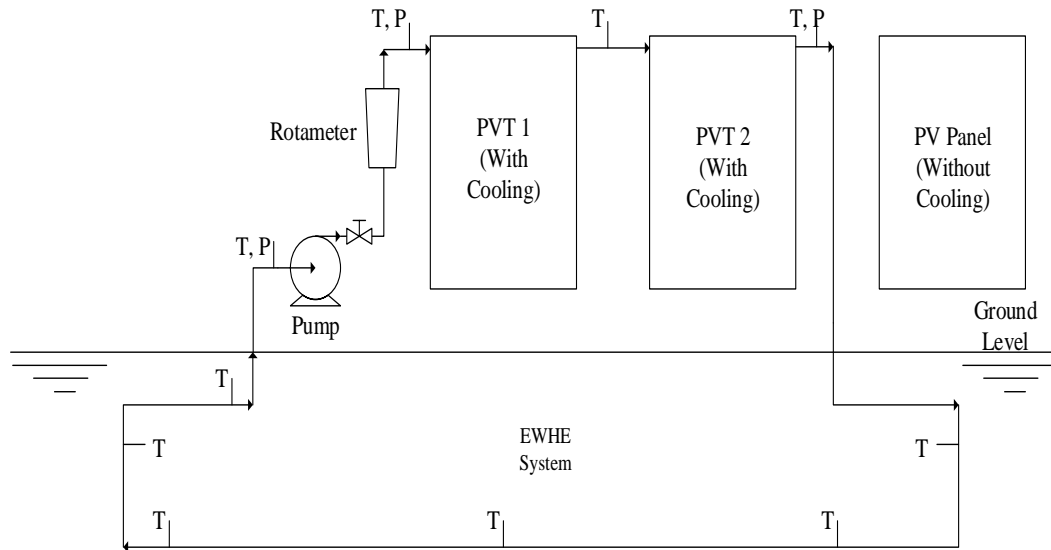 T, P
T
T, P
Rotameter
PVT 1
(With
Cooling)
PVT 2
(With
Cooling)
PV Panel
(Without
Cooling)
T, P
Pump
Ground
Level
T
T
EWHE
System
T
T
T
T